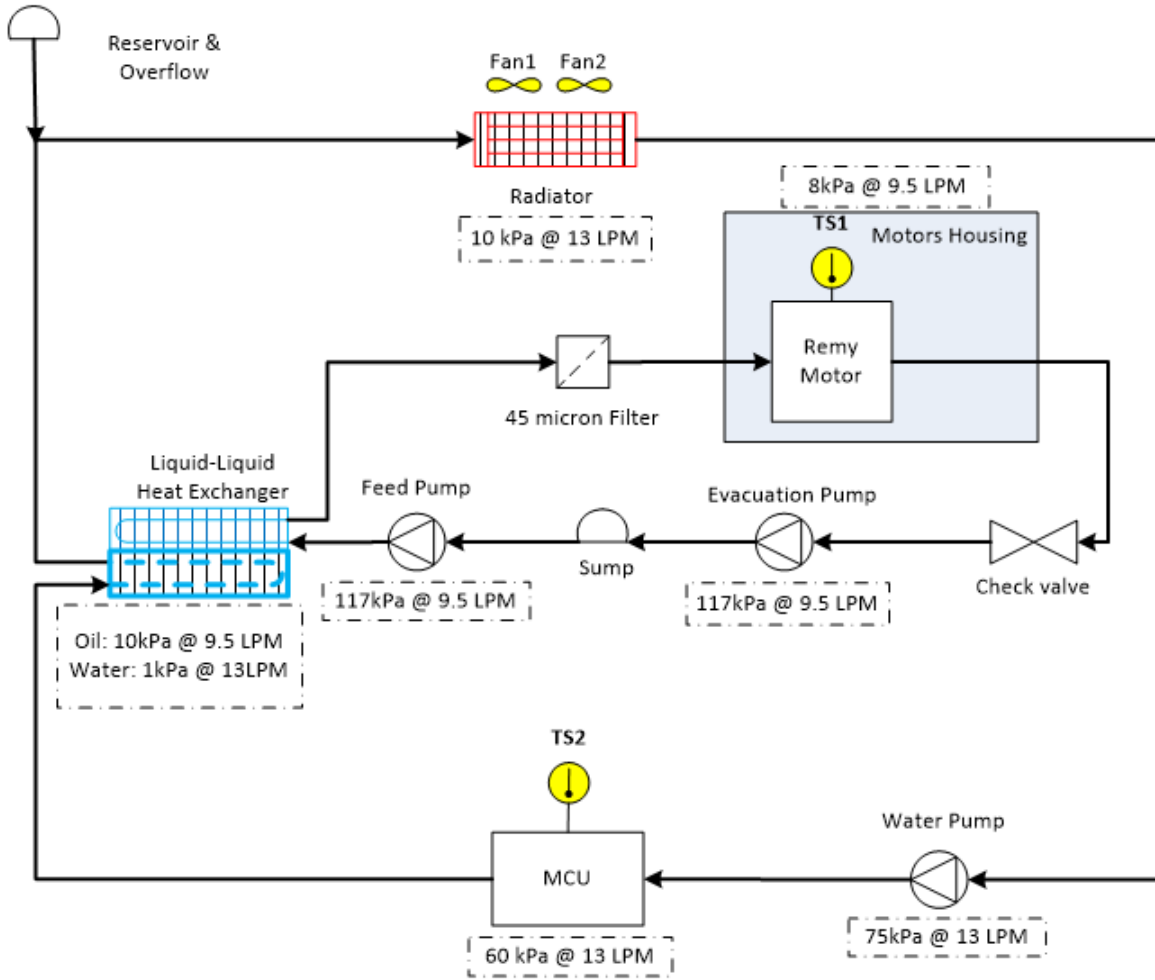 Reservoir &
Overflow
Fan1
Fan2
Radiator
10 kPa @ 13 LPM
8kPa @ 9.5 LPM
TS1
Motors Housing
Remy
Motor
45 micron Filter
Liquid-Liquid
Heat Exchanger
Feed Pump
Evacuation Pump
Sump
Check valve
117kPa @ 9.5 LPM
117kPa @ 9.5 LPM
Oil: 10kPa @ 9.5 LPM
Water: 1kPa @ 13LPM
TS2
Water Pump
MCU
60 kPa @ 13 LPM
75kPa @ 13 LPM